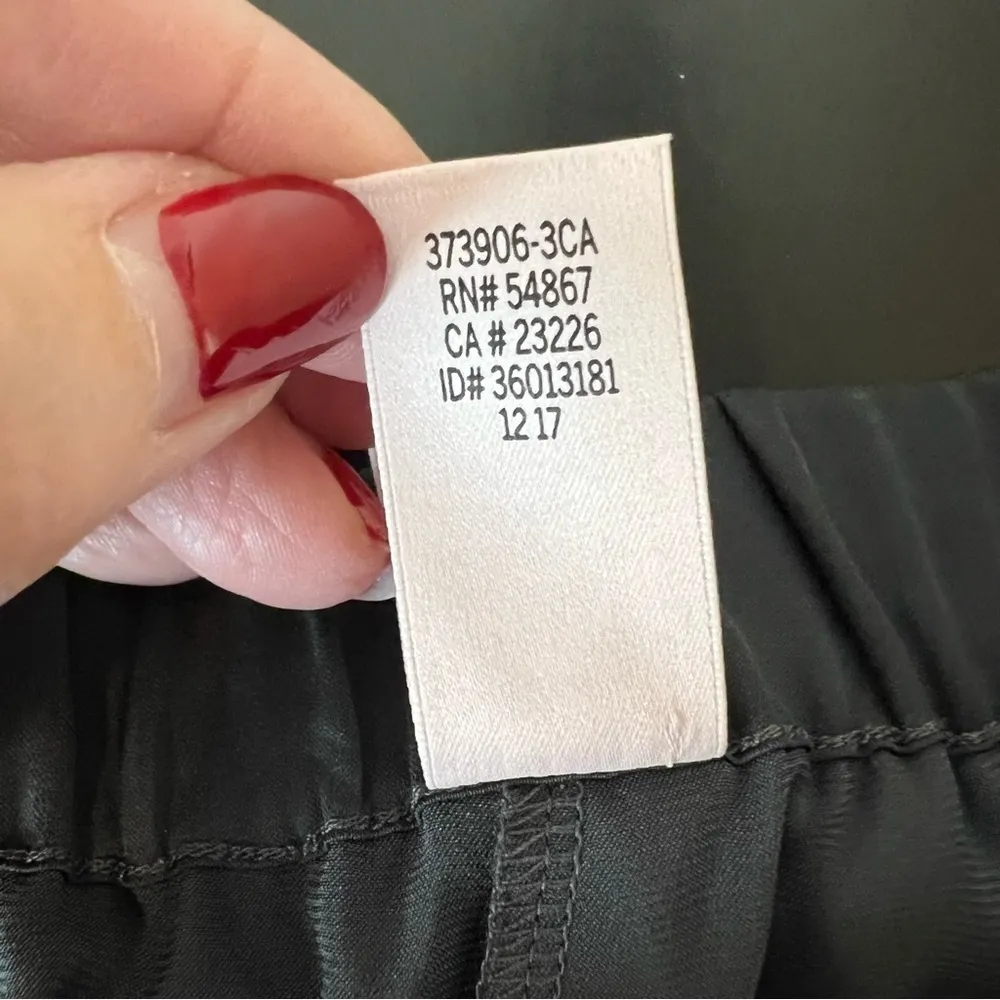 373906-3CA
RN# 54867
CA # 23226
ID# 36013181
12 17